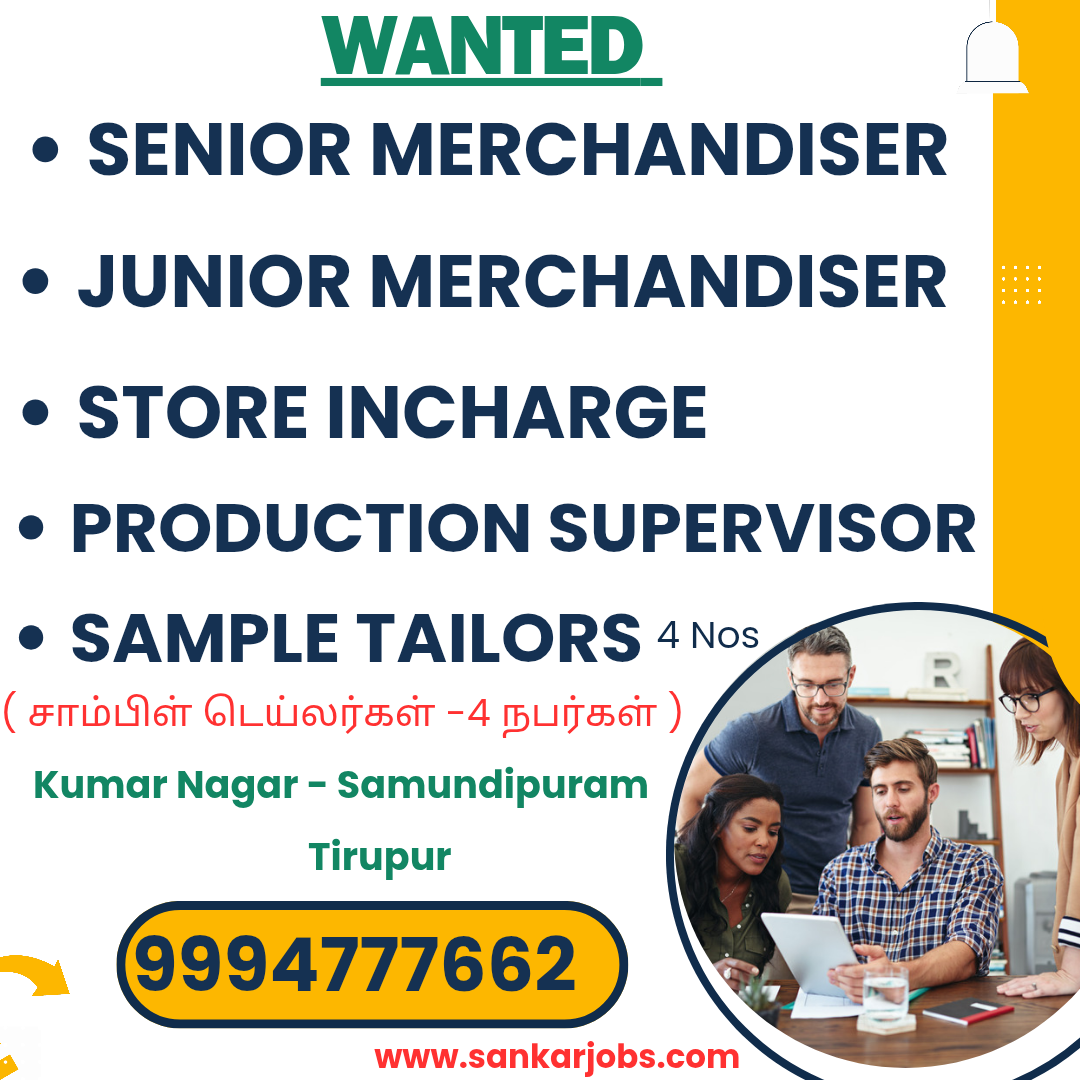 WANTED
• SENIOR MERCHANDISER
• JUNIOR MERCHANDISER
• STORE INCHARGE
• PRODUCTION SUPERVISOR
• SAMPLE TAILORS 4 Nos
( சாம்பிள் டெய்லர்கள் -4 நபர்கள் )
Kumar Nagar - Samundipuram
Tirupur
9994777662
www.sankarjobs.com
R